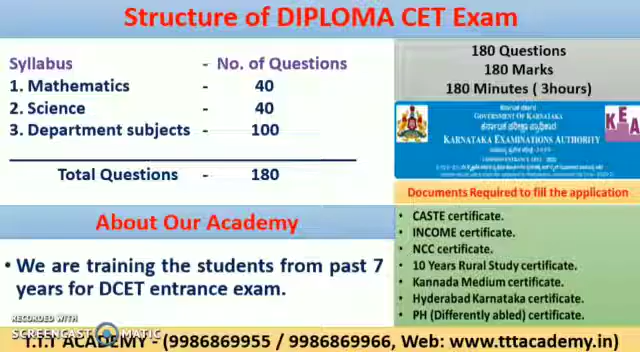 Structure of DIPLOMA CET Exam
Syllabus - No. of Questions
1. Mathematics - 40
2. Science - 40
3. Department subjects - 100
Total Questions - 180
180 Questions
180 Marks
180 Minutes ( 3hours)
GOVERNMENT OF KARNATAKA
ಕರ್ನಾಟಕ ಪರೀಕ್ಷಾ ಪ್ರಾಧಿಕಾರ
KARNATAKA EXAMINATIONS AUTHORITY
KEA
Documents Required to fill the application
• CASTE certificate.
• INCOME certificate.
• NCC certificate.
• 10 Years Rural Study certificate.
• Kannada Medium certificate.
• Hyderabad Karnataka certificate.
• PH (Differently abled) certificate.
About Our Academy
• We are training the students from past 7
years for DCET entrance exam.
RECORDED WITH
SCREENCAST MATIC
T.T.T ACADEMY - (9986869955 / 9986869966, Web: www.tttacademy.in)